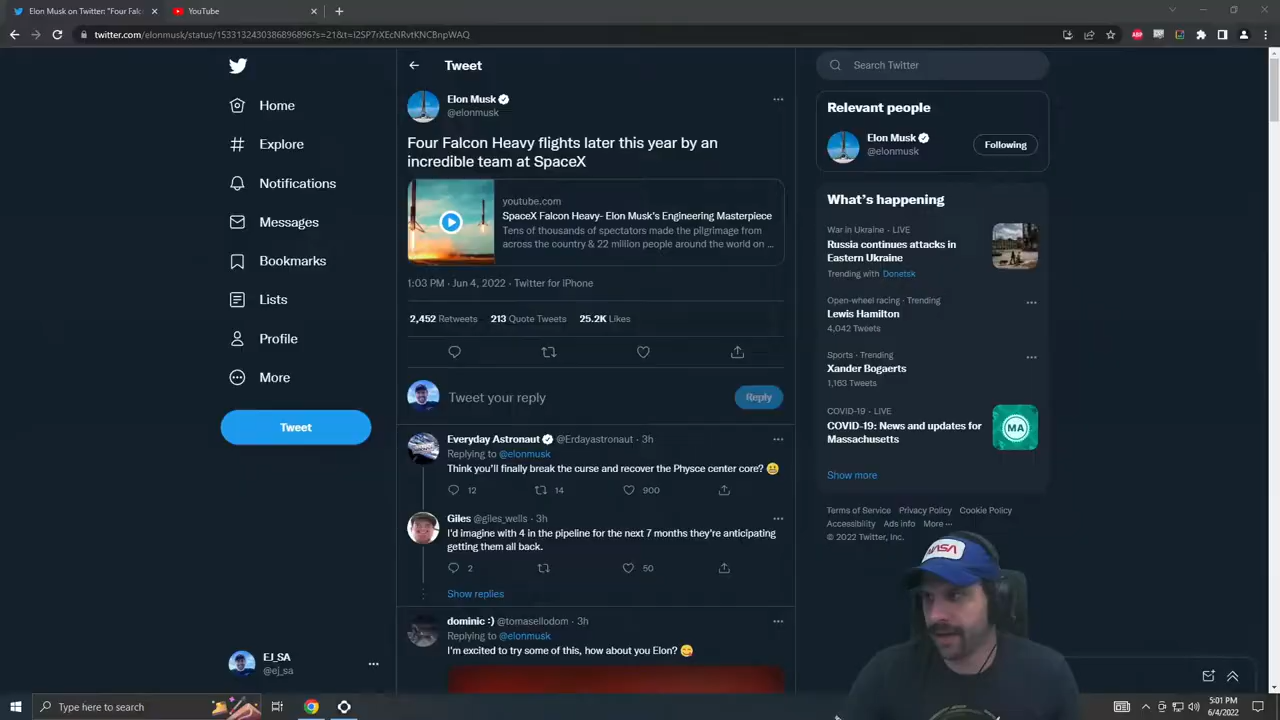 Elon Musk on Twitter: "Four Falc
YouTube
twitter.com/elonmusk/status/1533132430386896896?s=21&t=l2SP7rXEcNRvtKNCBnpWAQ
ABP
Home
Explore
Notifications
Messages
Bookmarks
Lists
Profile
More
Tweet
EJ_SA
@ej_sa
Tweet
Elon Musk
@elonmusk
Four Falcon Heavy flights later this year by an
incredible team at SpaceX
youtube.com
SpaceX Falcon Heavy- Elon Musk's Engineering Masterpiece
Tens of thousands of spectators made the pilgrimage from
across the country & 22 million people around the world on ...
1:03 PM · Jun 4, 2022 · Twitter for iPhone
2,452 Retweets 213 Quote Tweets 25.2K Likes
Tweet your reply
Reply
Everyday Astronaut @Erdayastronaut · 3h
Replying to @elonmusk
Think you'll finally break the curse and recover the Physce center core? 😆
12 14 900
Giles @giles_wells · 3h
I'd imagine with 4 in the pipeline for the next 7 months they're anticipating
getting them all back.
2 50
Show replies
dominic :) @tomasellodom · 3h
Replying to @elonmusk
I'm excited to try some of this, how about you Elon? 😋
Search Twitter
Relevant people
Elon Musk
@elonmusk
Following
What's happening
War in Ukraine · LIVE
Russia continues attacks in
Eastern Ukraine
Trending with Donetsk
Open-wheel racing · Trending
Lewis Hamilton
4,042 Tweets
Sports · Trending
Xander Bogaerts
1,163 Tweets
COVID-19 · LIVE
COVID-19: News and updates for
Massachusetts
MA
Show more
Terms of Service Privacy Policy Cookie Policy
Accessibility Ads info More ···
© 2022 Twitter, Inc.
NASA
Type here to search
5:01 PM
6/4/2022